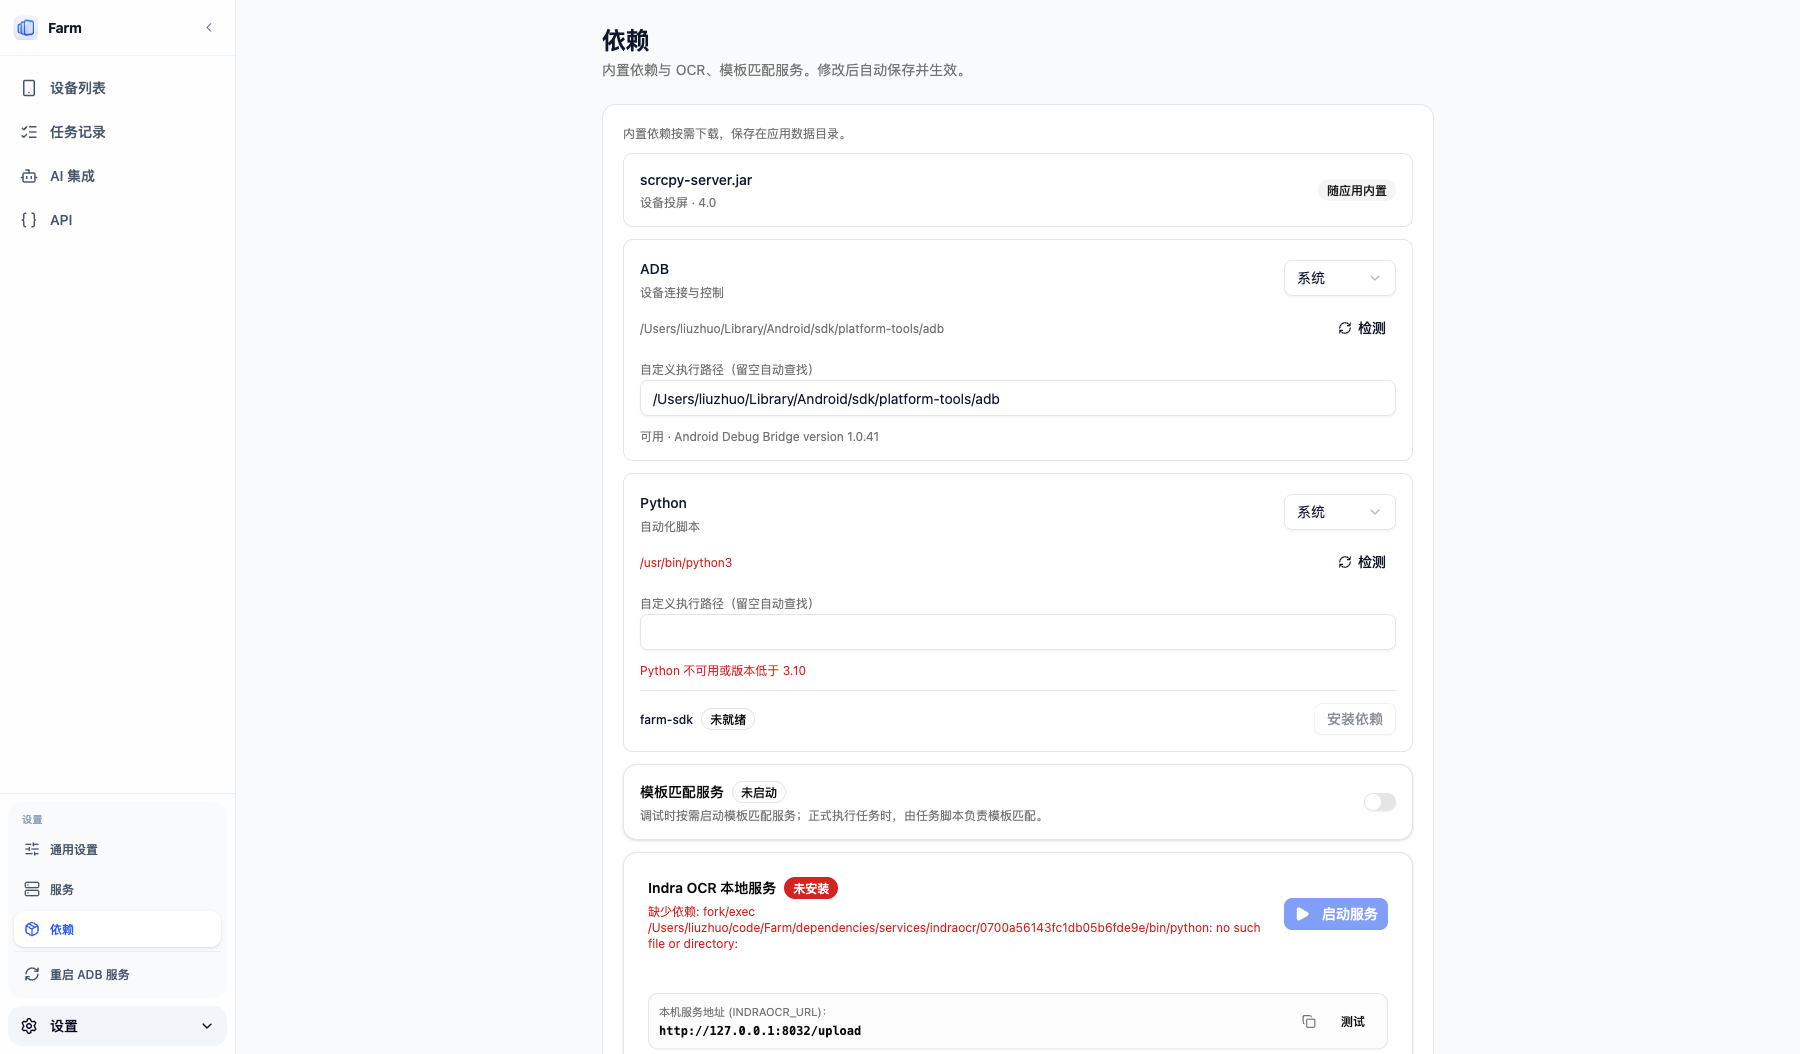 Farm
设备列表
任务记录
AI 集成
API
设置
通用设置
服务
依赖
重启 ADB 服务
设置
依赖
内置依赖与 OCR、模板匹配服务。修改后自动保存并生效。
内置依赖按需下载，保存在应用数据目录。
scrcpy-server.jar
设备投屏 · 4.0
随应用内置
ADB
设备连接与控制
系统
/Users/liuzhuo/Library/Android/sdk/platform-tools/adb
检测
自定义执行路径（留空自动查找）
/Users/liuzhuo/Library/Android/sdk/platform-tools/adb
可用 · Android Debug Bridge version 1.0.41
Python
自动化脚本
系统
/usr/bin/python3
检测
自定义执行路径（留空自动查找）
Python 不可用或版本低于 3.10
farm-sdk 未就绪
安装依赖
模板匹配服务 未启动
调试时按需启动模板匹配服务；正式执行任务时，由任务脚本负责模板匹配。
Indra OCR 本地服务 未安装
缺少依赖: fork/exec
/Users/liuzhuo/code/Farm/dependencies/services/indraocr/0700a56143fc1db05b6fde9e/bin/python: no such
file or directory:
启动服务
本机服务地址 (INDRAOCR_URL)：
http://127.0.0.1:8032/upload
测试